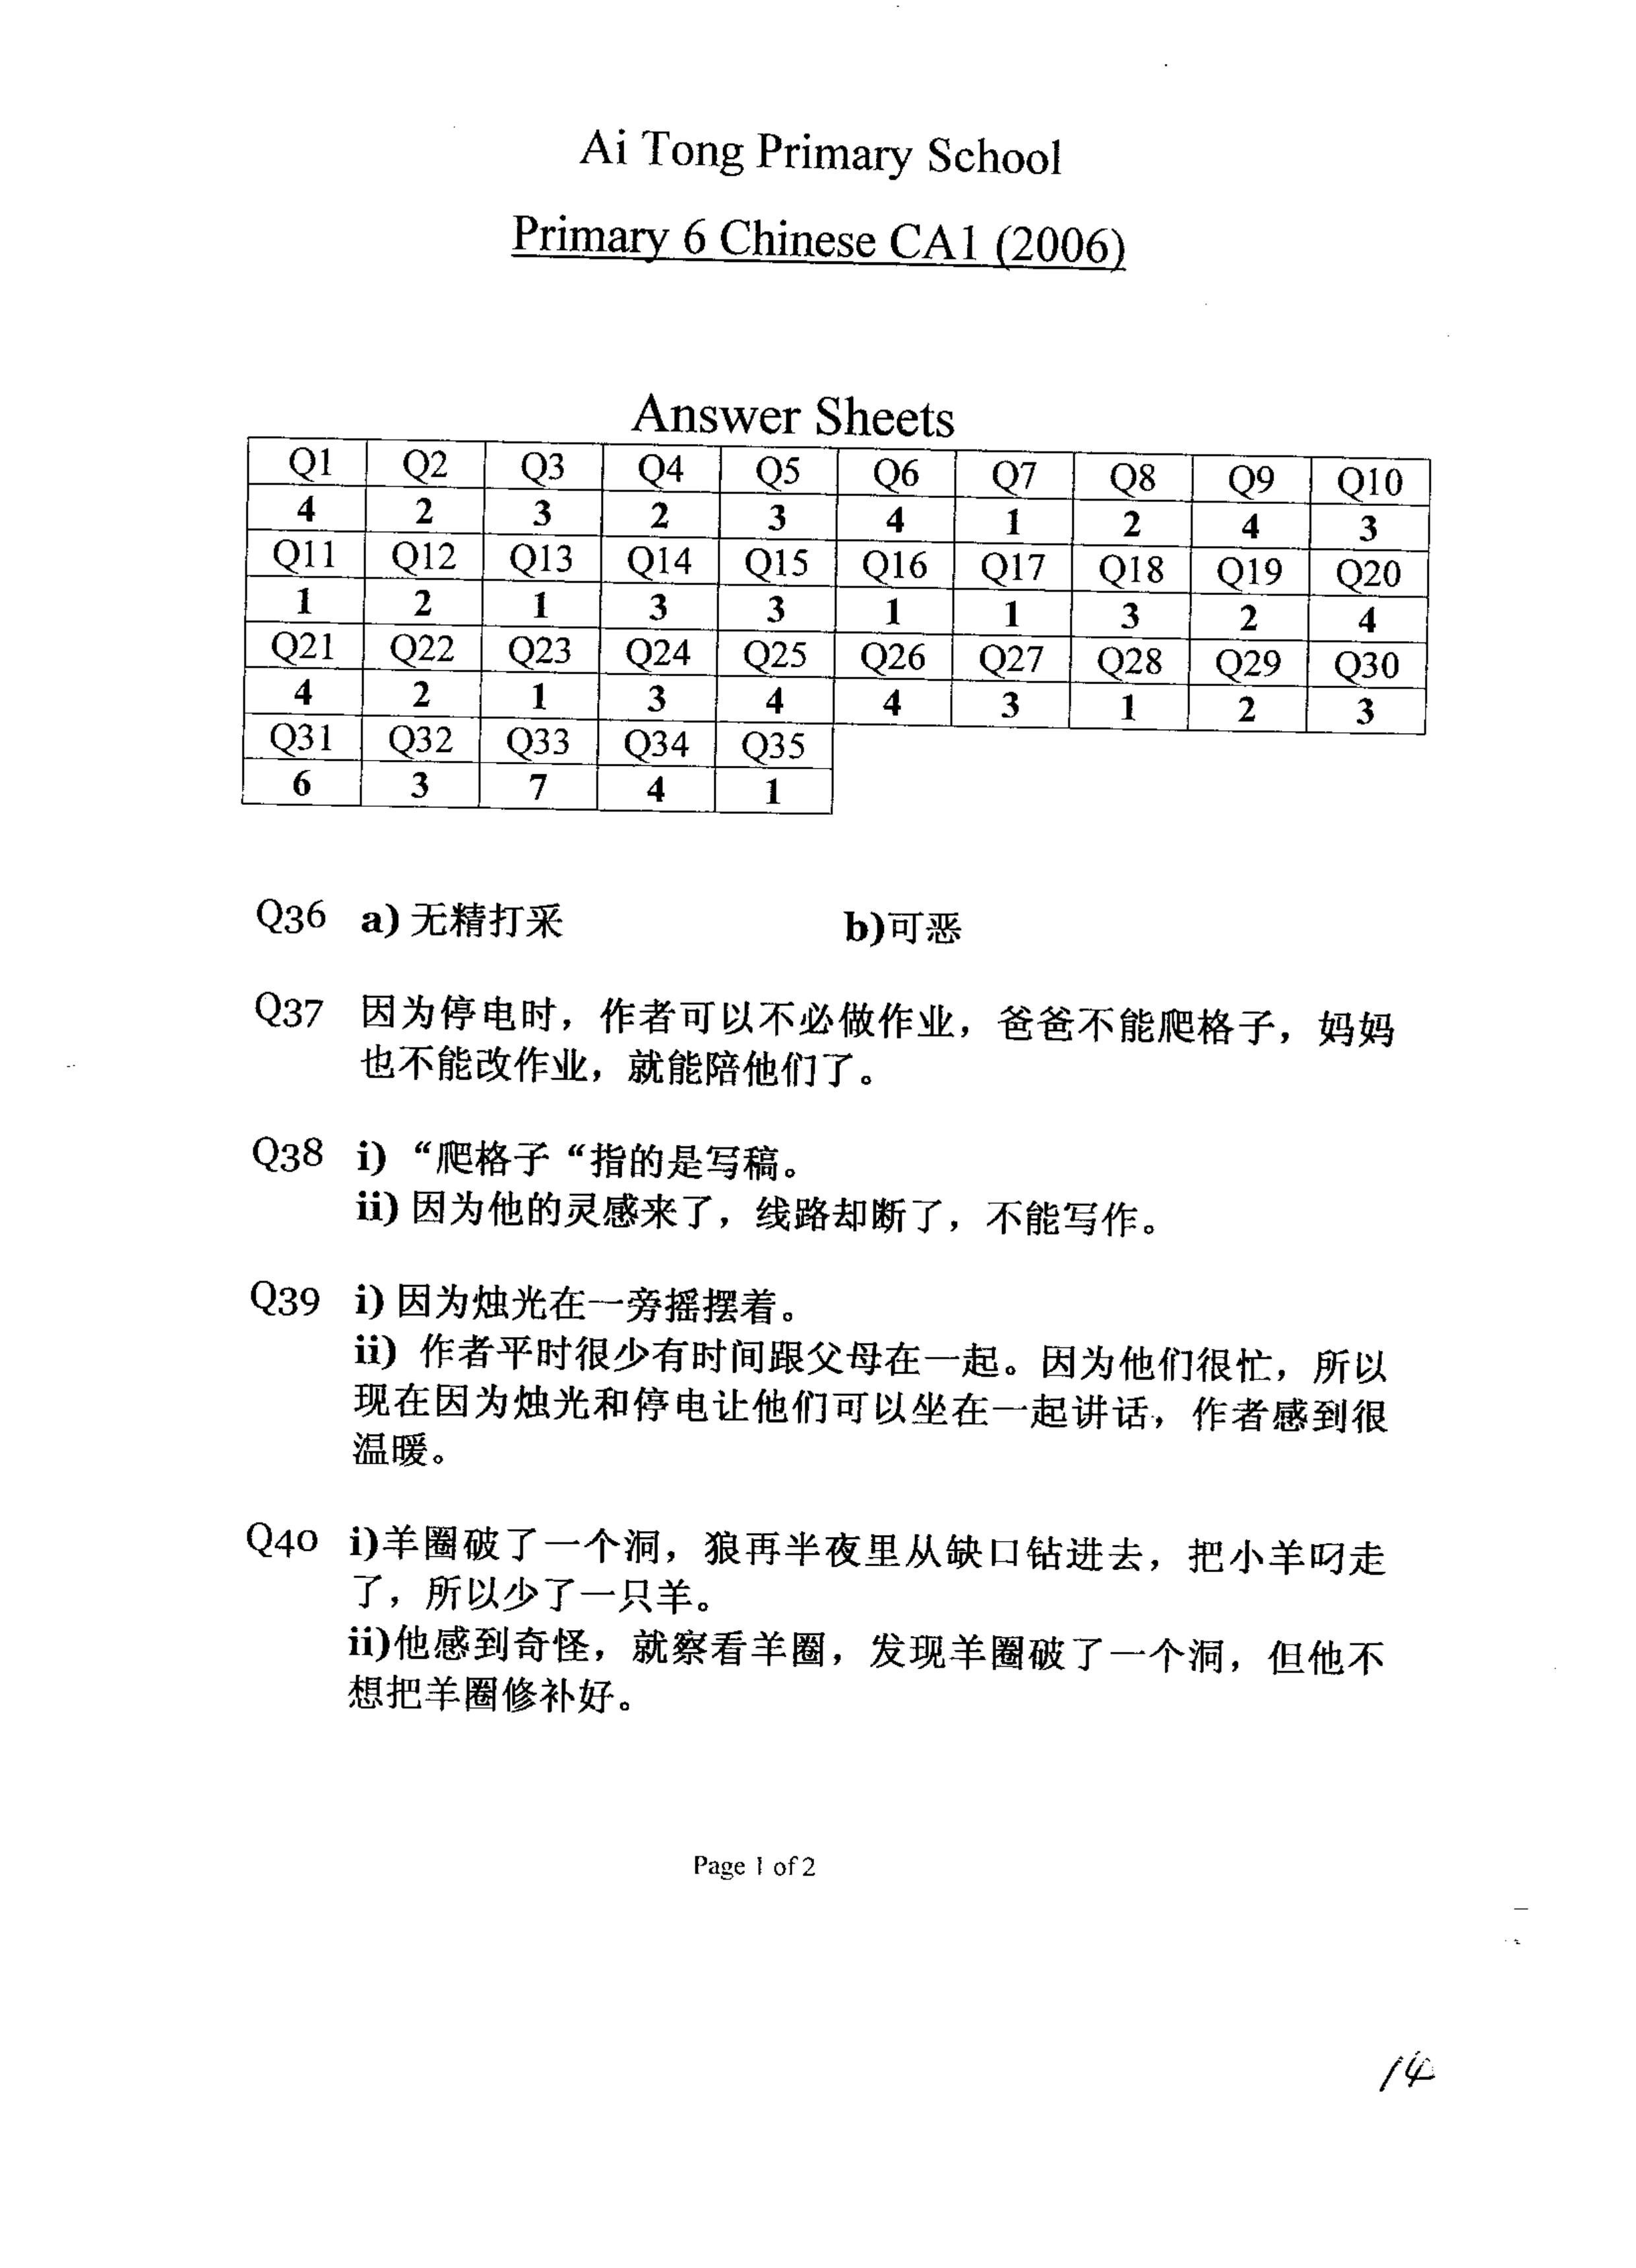 Ai Tong Primary School
Primary 6 Chinese CA1 (2006)
Answer Sheets
Q1 Q2 Q3 Q4 Q5 Q6 Q7 Q8 Q9 Q10
4 2 3 2 3 4 1 2 4 3
Q11 Q12 Q13 Q14 Q15 Q16 Q17 Q18 Q19 Q20
1 2 1 3 3 1 1 3 2 4
Q21 Q22 Q23 Q24 Q25 Q26 Q27 Q28 Q29 Q30
4 2 1 3 4 4 3 1 2 3
Q31 Q32 Q33 Q34 Q35
6 3 7 4 1
Q36 a) 无精打采 b)可恶
Q37 因为停电时，作者可以不必做作业，爸爸不能爬格子，妈妈
也不能改作业，就能陪他们了。
Q38 i) “爬格子“指的是写稿。
ii) 因为他的灵感来了，线路却断了，不能写作。
Q39 i) 因为烛光在一旁摇摆着。
ii) 作者平时很少有时间跟父母在一起。因为他们很忙，所以
现在因为烛光和停电让他们可以坐在一起讲话，作者感到很
温暖。
Q40 i)羊圈破了一个洞，狼再半夜里从缺口钻进去，把小羊叼走
了，所以少了一只羊。
ii)他感到奇怪，就察看羊圈，发现羊圈破了一个洞，但他不
想把羊圈修补好。
Page 1 of 2
14